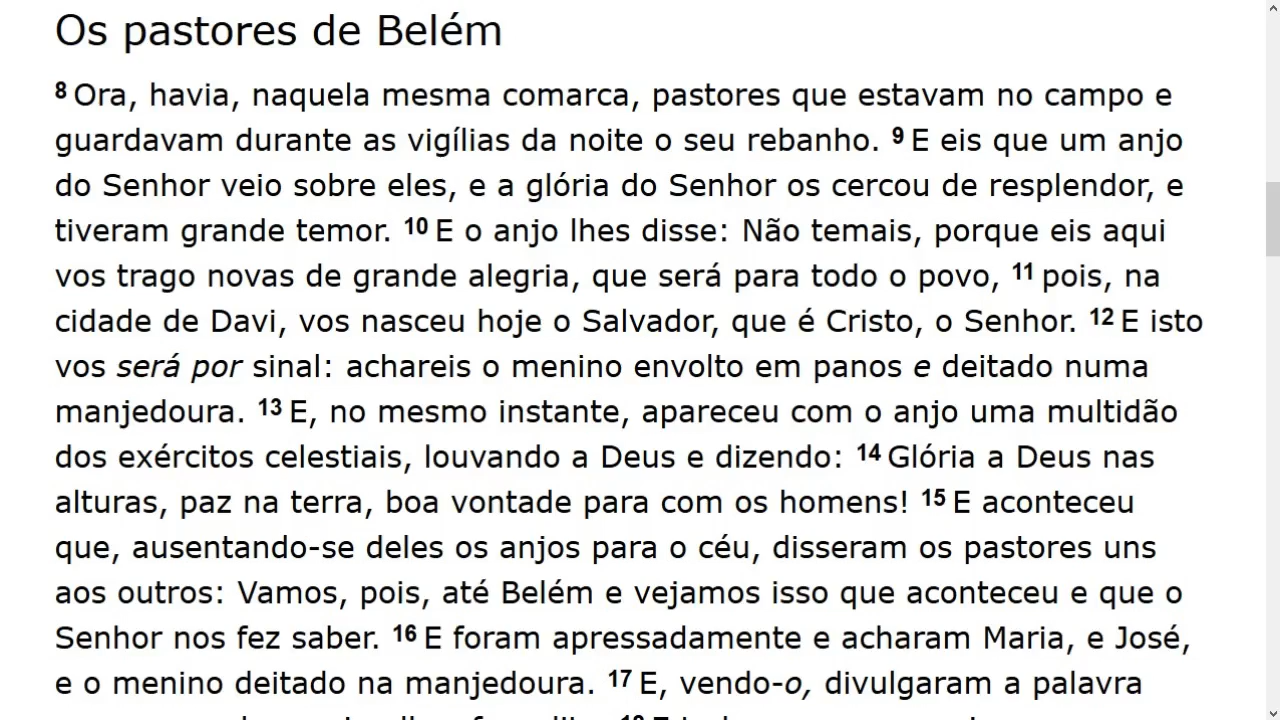 Os pastores de Belém
8 Ora, havia, naquela mesma comarca, pastores que estavam no campo e
guardavam durante as vigílias da noite o seu rebanho. 9 E eis que um anjo
do Senhor veio sobre eles, e a glória do Senhor os cercou de resplendor, e
tiveram grande temor. 10 E o anjo lhes disse: Não temais, porque eis aqui
vos trago novas de grande alegria, que será para todo o povo, 11 pois, na
cidade de Davi, vos nasceu hoje o Salvador, que é Cristo, o Senhor. 12 E isto
vos será por sinal: achareis o menino envolto em panos e deitado numa
manjedoura. 13 E, no mesmo instante, apareceu com o anjo uma multidão
dos exércitos celestiais, louvando a Deus e dizendo: 14 Glória a Deus nas
alturas, paz na terra, boa vontade para com os homens! 15 E aconteceu
que, ausentando-se deles os anjos para o céu, disseram os pastores uns
aos outros: Vamos, pois, até Belém e vejamos isso que aconteceu e que o
Senhor nos fez saber. 16 E foram apressadamente e acharam Maria, e José,
e o menino deitado na manjedoura. 17 E, vendo-o, divulgaram a palavra